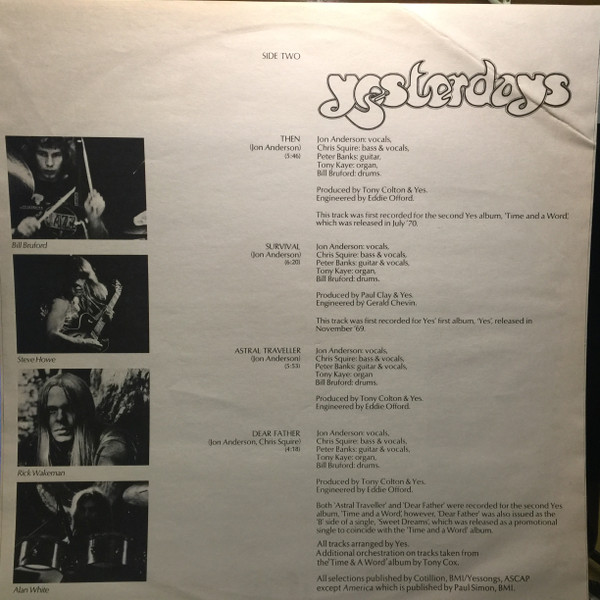 SIDE TWO
yesterdays
THEN
(Jon Anderson)
(5:46)
Jon Anderson: vocals,
Chris Squire: bass & vocals,
Peter Banks: guitar,
Tony Kaye: organ,
Bill Bruford: drums.
Produced by Tony Colton & Yes.
Engineered by Eddie Offord.
This track was first recorded for the second Yes album, 'Time and a Word',
which was released in July '70.
Bill Bruford
SURVIVAL
(Jon Anderson)
(6:20)
Jon Anderson: vocals,
Chris Squire: bass & vocals,
Peter Banks: guitar & vocals,
Tony Kaye: organ,
Bill Bruford: drums.
Produced by Paul Clay & Yes.
Engineered by Gerald Chevin.
This track was first recorded for Yes' first album, 'Yes', released in
November '69.
Steve Howe
ASTRAL TRAVELLER
(Jon Anderson)
(5:53)
Jon Anderson: vocals,
Chris Squire: bass & vocals,
Peter Banks: guitar & vocals,
Tony Kaye: organ
Bill Bruford: drums.
Produced by Tony Colton & Yes.
Engineered by Eddie Offord.
DEAR FATHER
(Jon Anderson, Chris Squire)
(4:18)
Jon Anderson: vocals,
Chris Squire: bass & vocals,
Peter Banks: guitar & vocals,
Tony Kaye: organ,
Bill Bruford: drums.
Rick Wakeman
Produced by Tony Colton & Yes.
Engineered by Eddie Offord.
Both 'Astral Traveller' and 'Dear Father' were recorded for the second Yes
album, 'Time and a Word', however, 'Dear Father' was also issued as the
'B' side of a single, 'Sweet Dreams', which was released as a promotional
single to coincide with the 'Time and a Word' album.
All tracks arranged by Yes.
Additional orchestration on tracks taken from
the 'Time & A Word' album by Tony Cox.
All selections published by Cotillion, BMI/Yessongs, ASCAP
except America which is published by Paul Simon, BMI.
Alan White